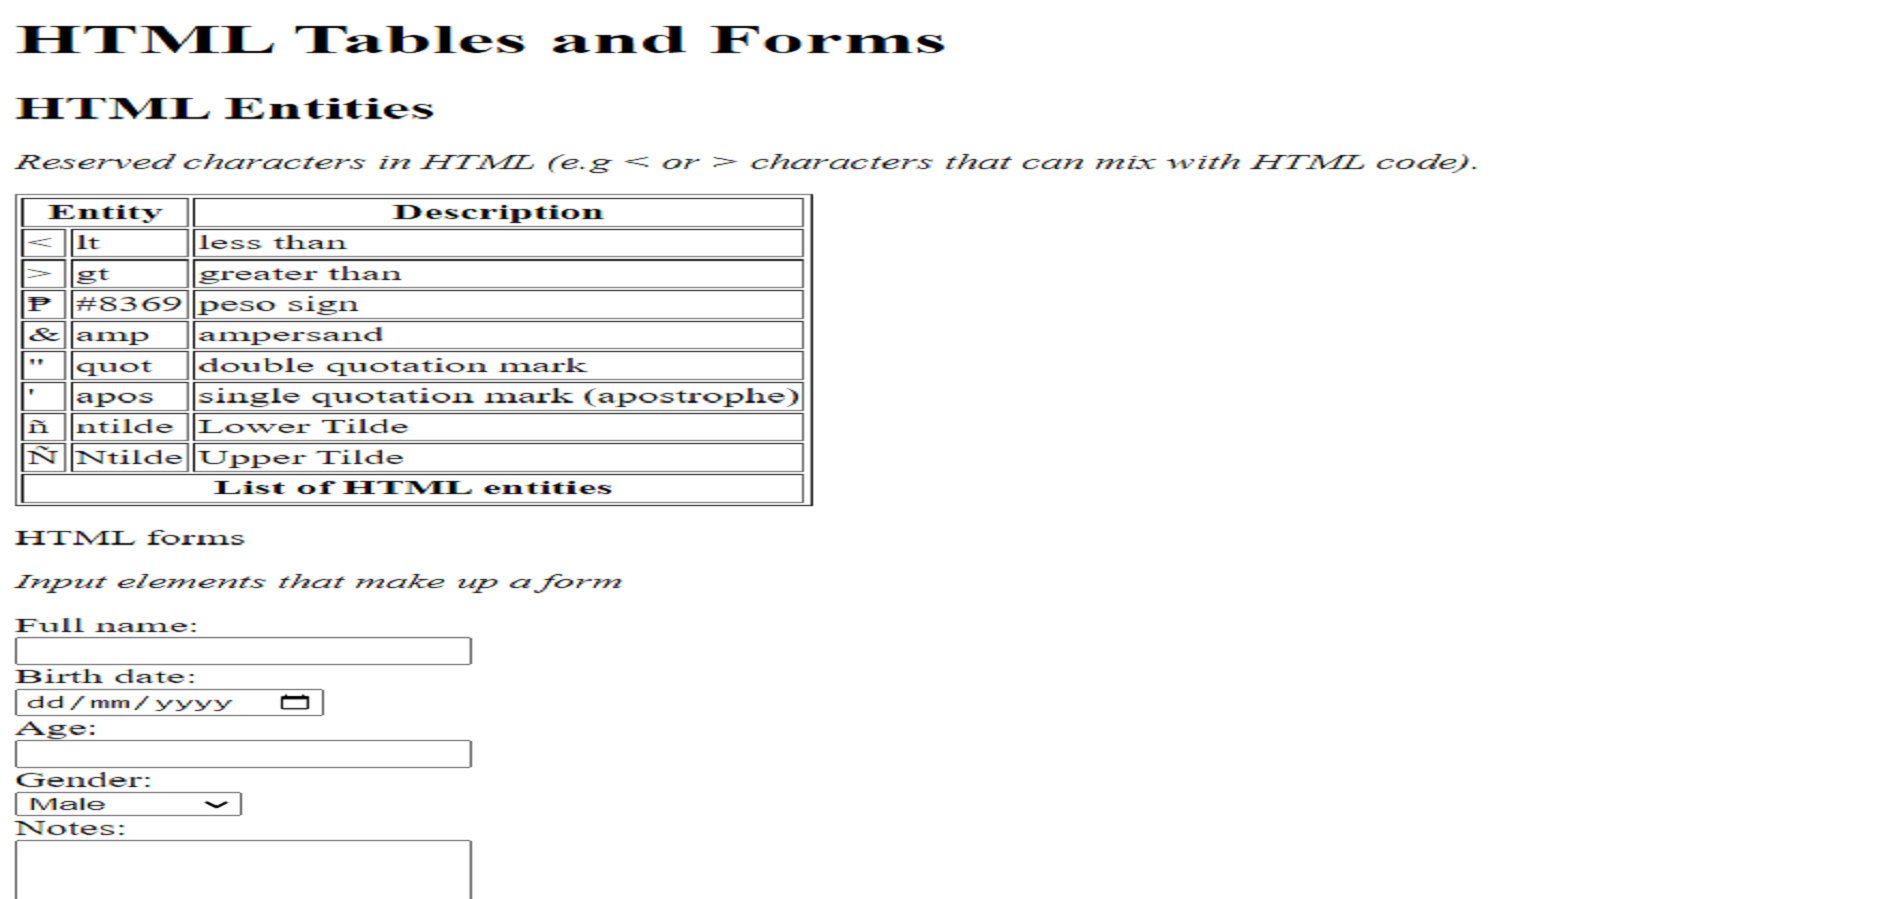 HTML Tables and Forms
HTML Entities
Reserved characters in HTML (e.g < or > characters that can mix with HTML code).
Entity Description
< lt less than
> gt greater than
₱ #8369 peso sign
& amp ampersand
" quot double quotation mark
' apos single quotation mark (apostrophe)
ñ ntilde Lower Tilde
Ñ Ntilde Upper Tilde
List of HTML entities
HTML forms
Input elements that make up a form
Full name:
Birth date:
dd/mm/yyyy
Age:
Gender:
Male
Notes: